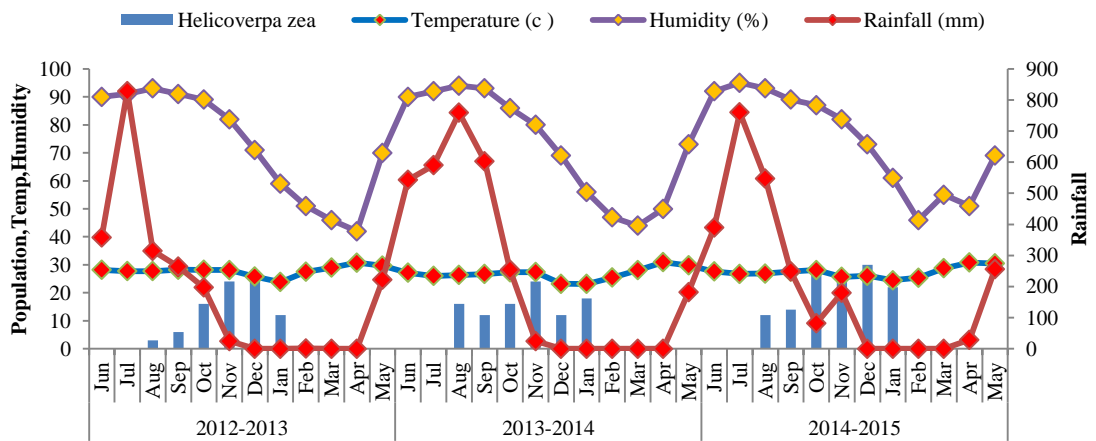 Helicoverpa zea Temperature (c ) Humidity (%) Rainfall (mm)
100 900
90 800
80 700
70 600
60 500
50 400
40 300
30 200
20 100
10 0
0
Population,Temp,Humidity
Rainfall
Jun Jul Aug Sep Oct Nov Dec Jan Feb Mar Apr May Jun Jul Aug Sep Oct Nov Dec Jan Feb Mar Apr May Jun Jul Aug Sep Oct Nov Dec Jan Feb Mar Apr May
2012-2013 2013-2014 2014-2015